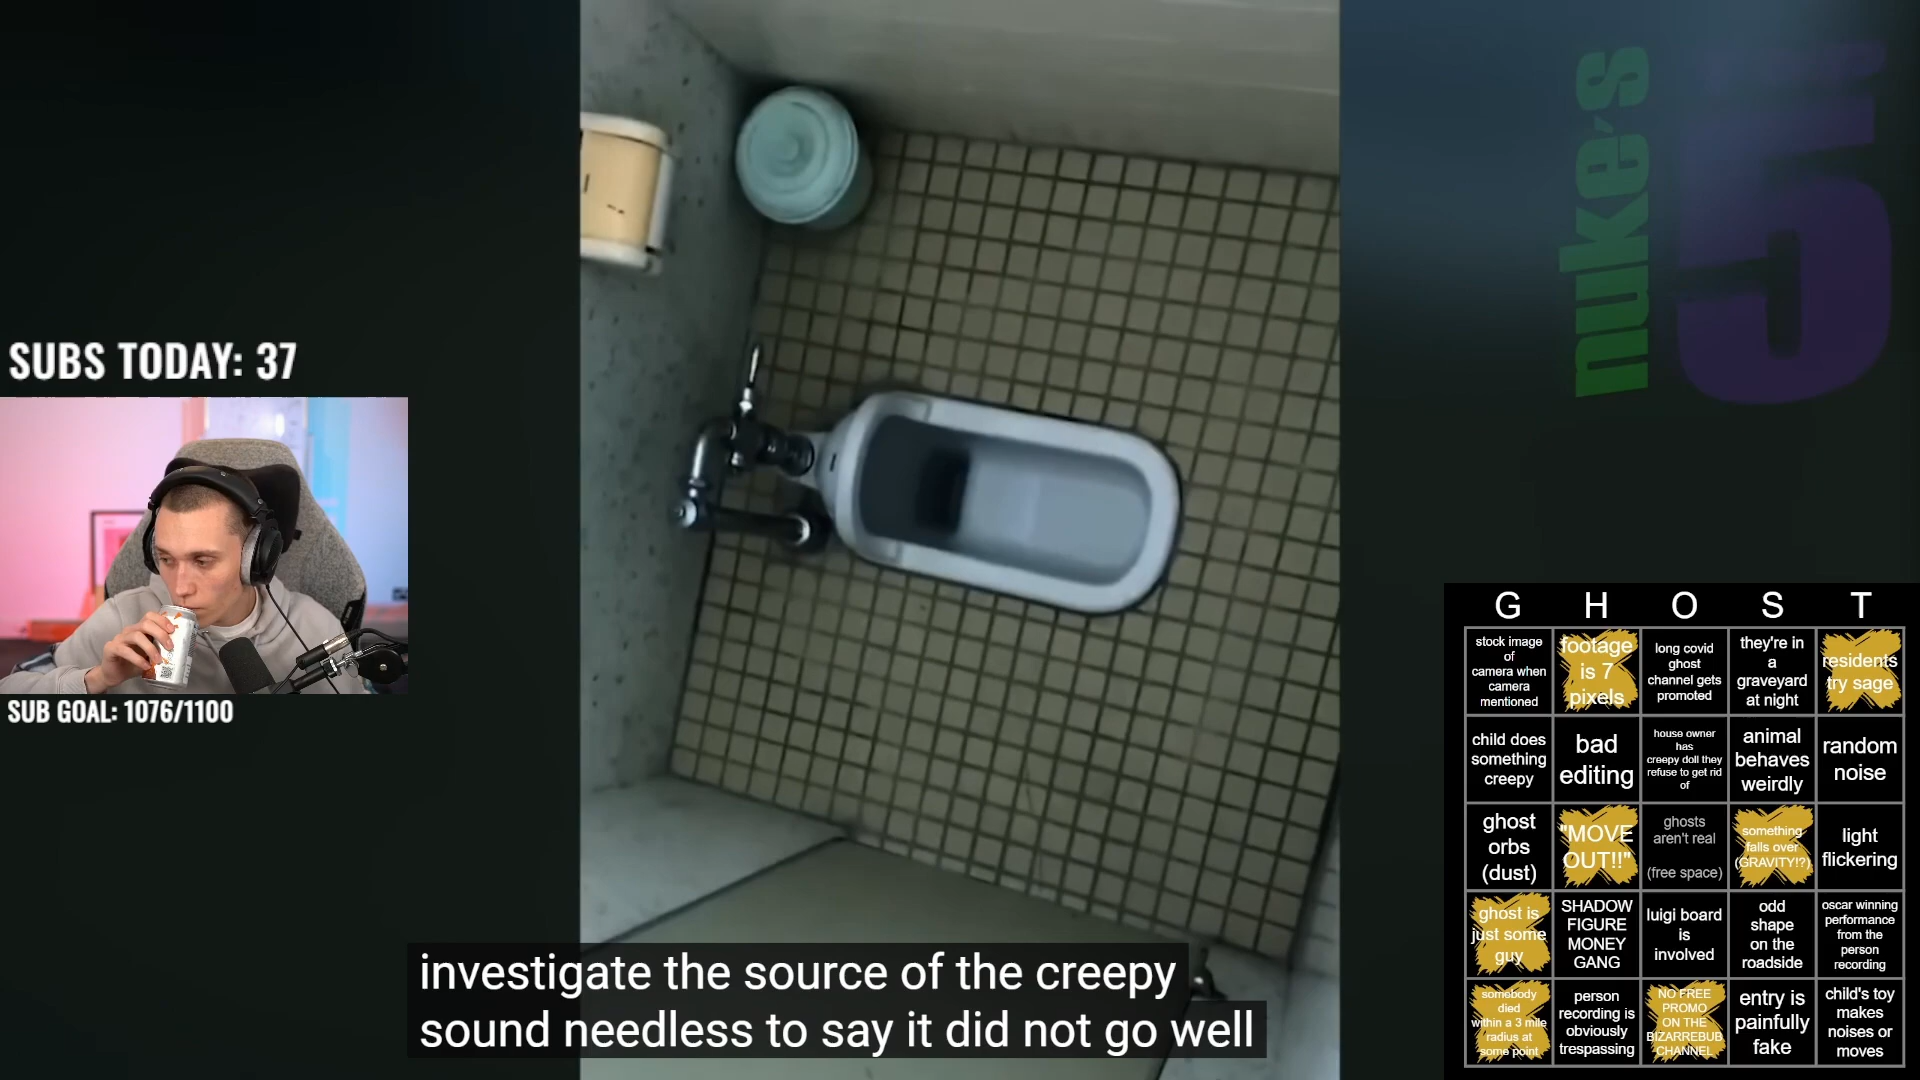 nuke's
5
SUBS TODAY: 37
SUB GOAL: 1076/1100
investigate the source of the creepy
sound needless to say it did not go well
G H O S T
stock image
of
camera when
camera
mentioned
footage
is 7
pixels
long covid
ghost
channel gets
promoted
they're in
a
graveyard
at night
residents
try sage
child does
something
creepy
bad
editing
house owner
has
creepy doll they
refuse to get rid
of
animal
behaves
weirdly
random
noise
ghost
orbs
(dust)
"MOVE
OUT!!"
ghosts
aren't real
(free space)
something
falls over
(GRAVITY!?)
light
flickering
ghost is
just some
guy
SHADOW
FIGURE
MONEY
GANG
luigi board
is
involved
odd
shape
on the
roadside
oscar winning
performance
from the
person
recording
somebody
died
within a 3 mile
radius at
some point
person
recording is
obviously
trespassing
NO FREE
PROMO
ON THE
BIZARREBUB
CHANNEL
entry is
painfully
fake
child's toy
makes
noises or
moves